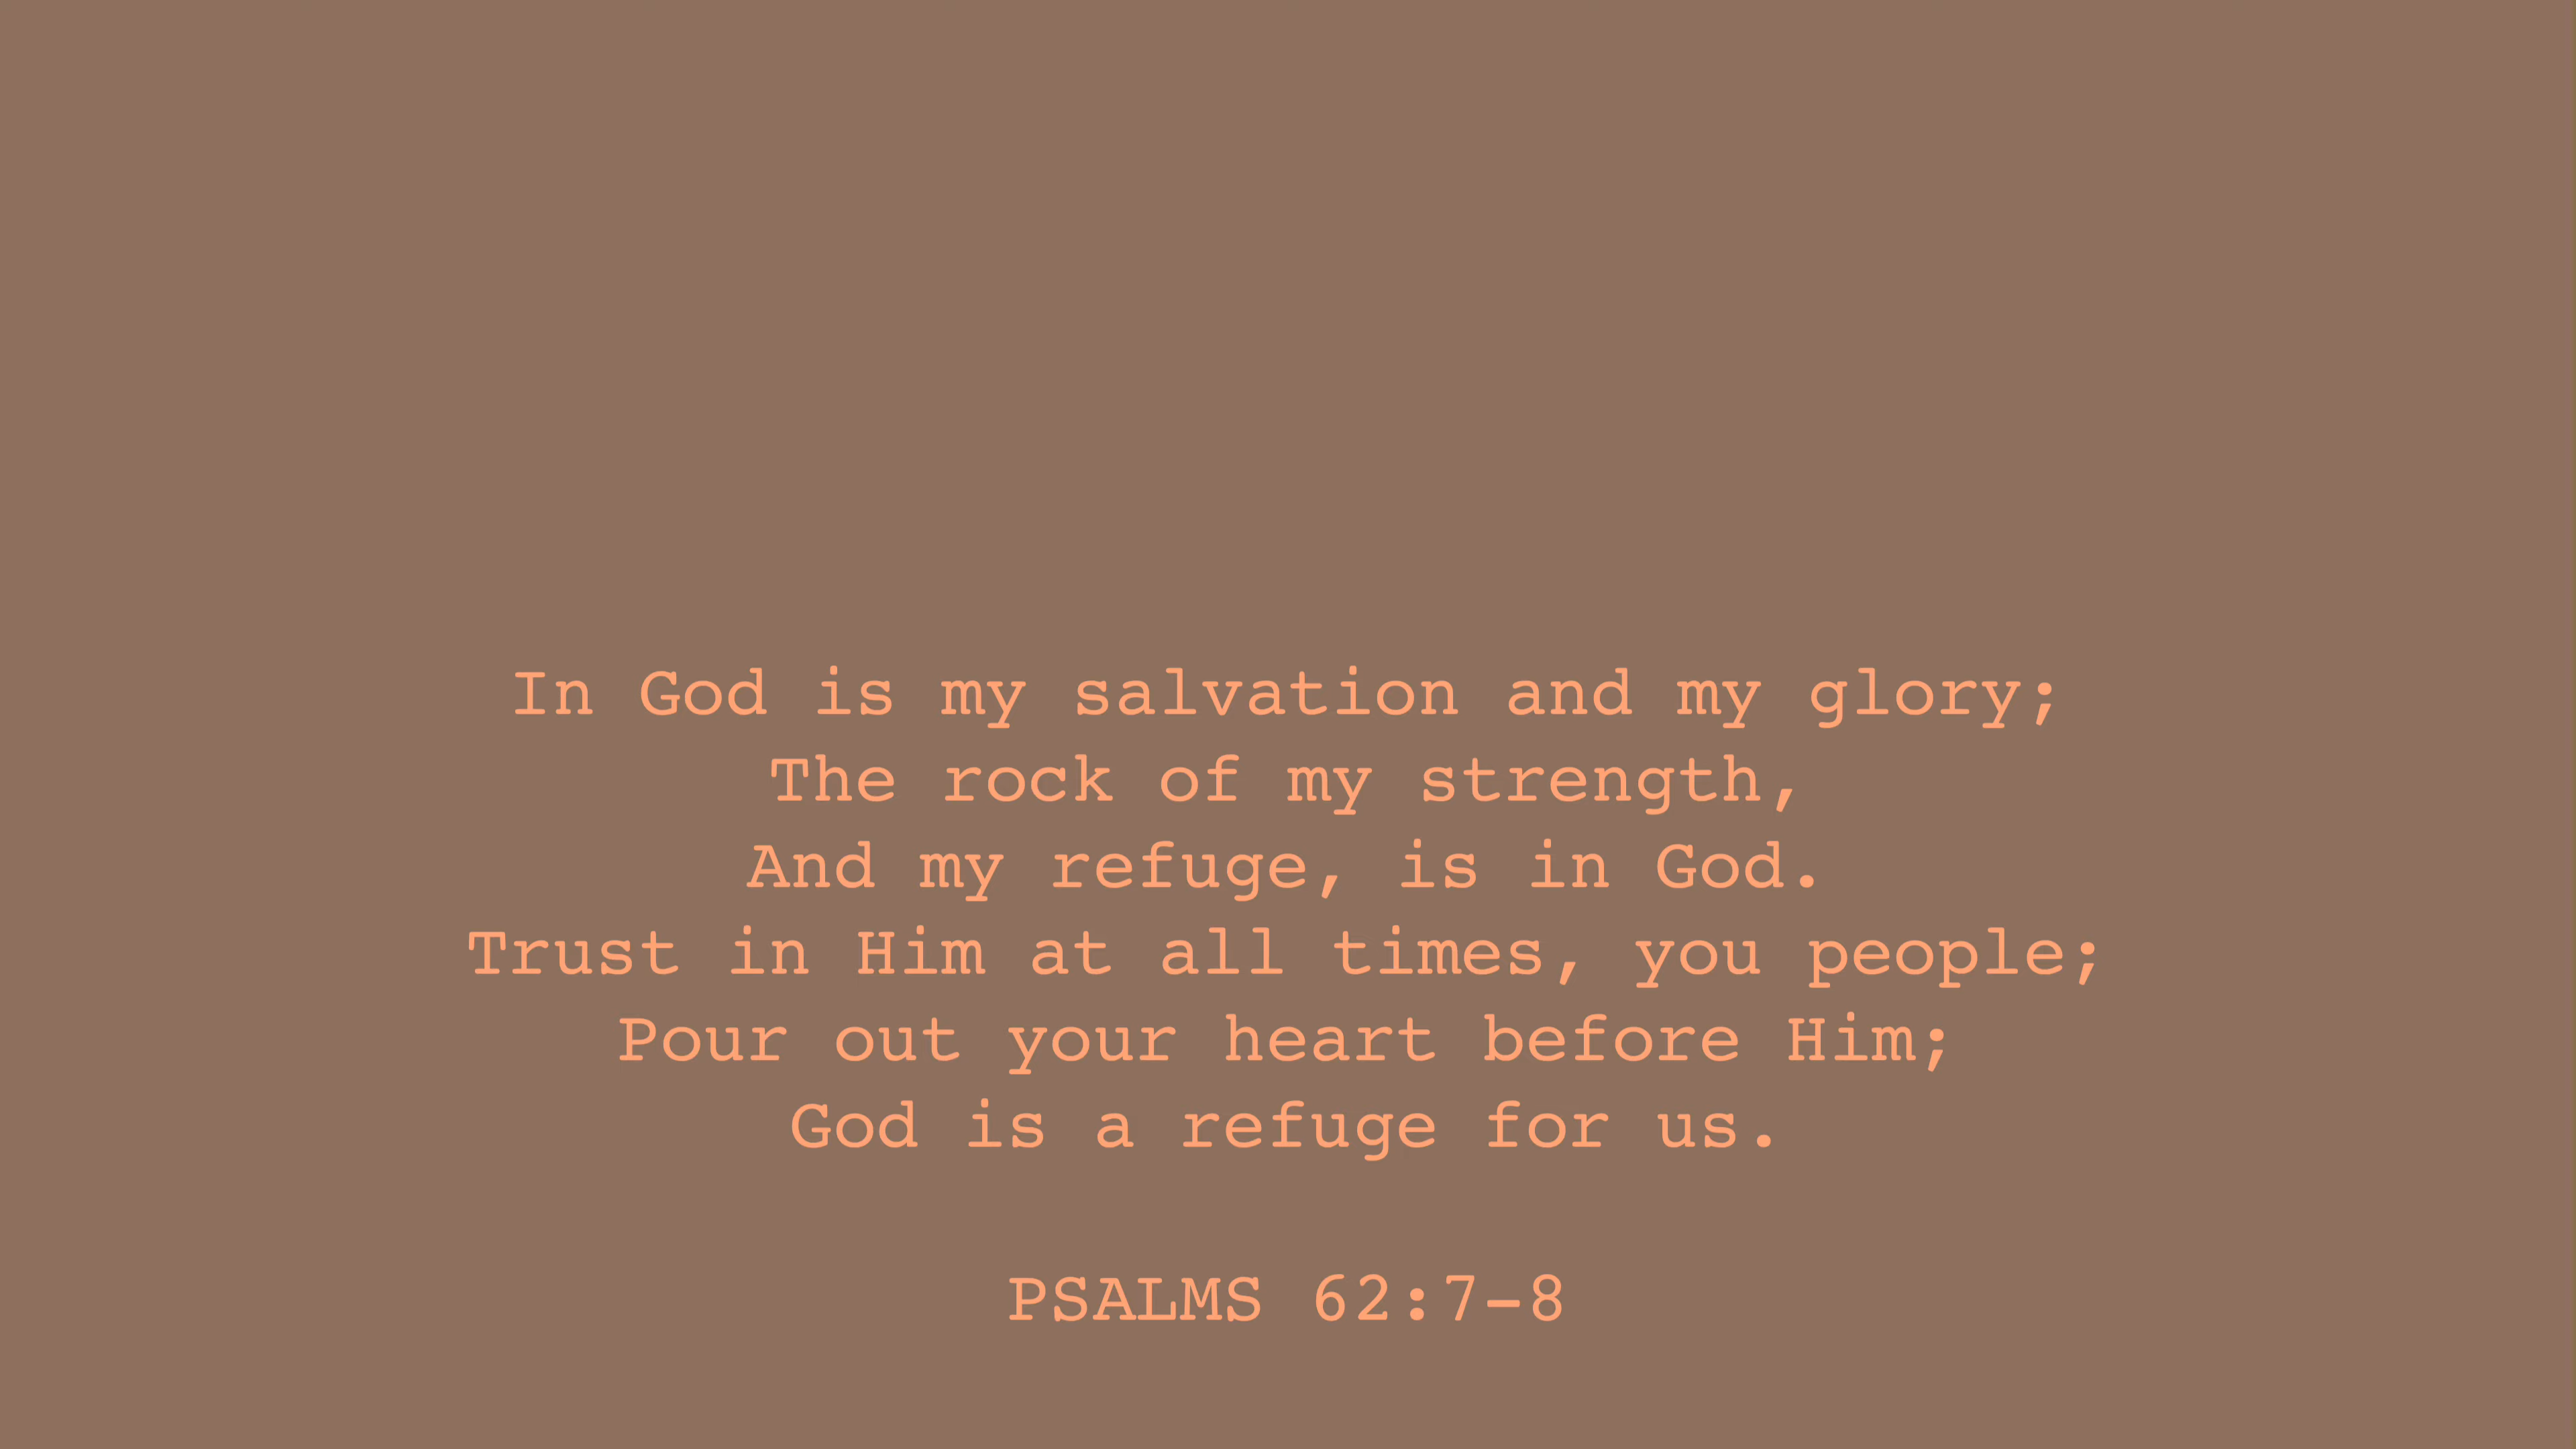 In God is my salvation and my glory;
The rock of my strength,
And my refuge, is in God.
Trust in Him at all times, you people;
Pour out your heart before Him;
God is a refuge for us.
PSALMS 62:7-8